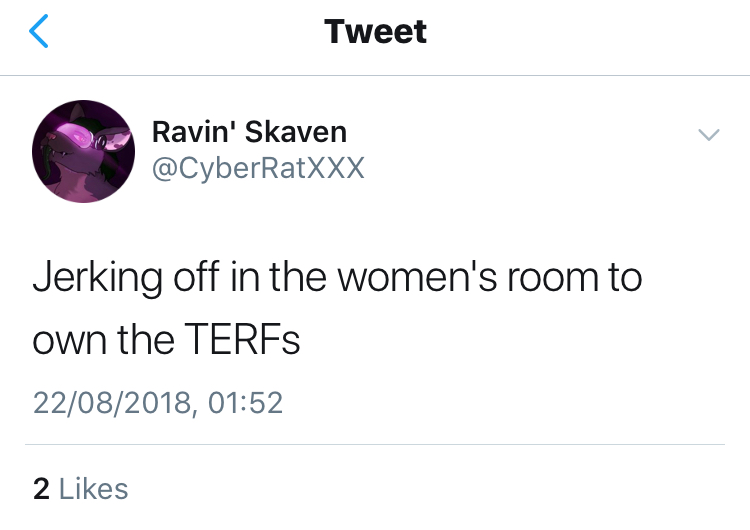 Tweet
Ravin' Skaven
@CyberRatXXX
Jerking off in the women's room to
own the TERFs
22/08/2018, 01:52
2 Likes